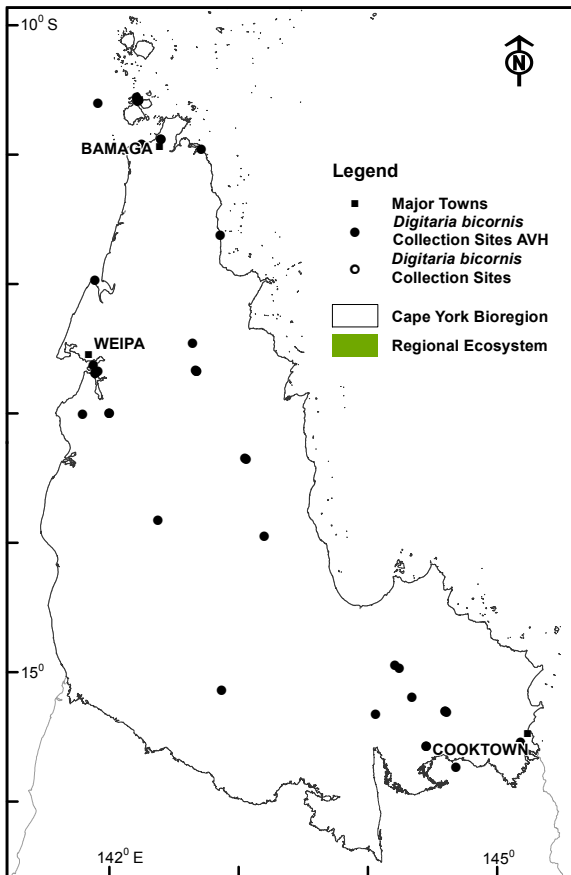 10⁰ S
N
BAMAGA
Legend
Major Towns
Digitaria bicornis
Collection Sites AVH
Digitaria bicornis
Collection Sites
Cape York Bioregion
Regional Ecosystem
WEIPA
15⁰
COOKTOWN
142⁰ E
145⁰